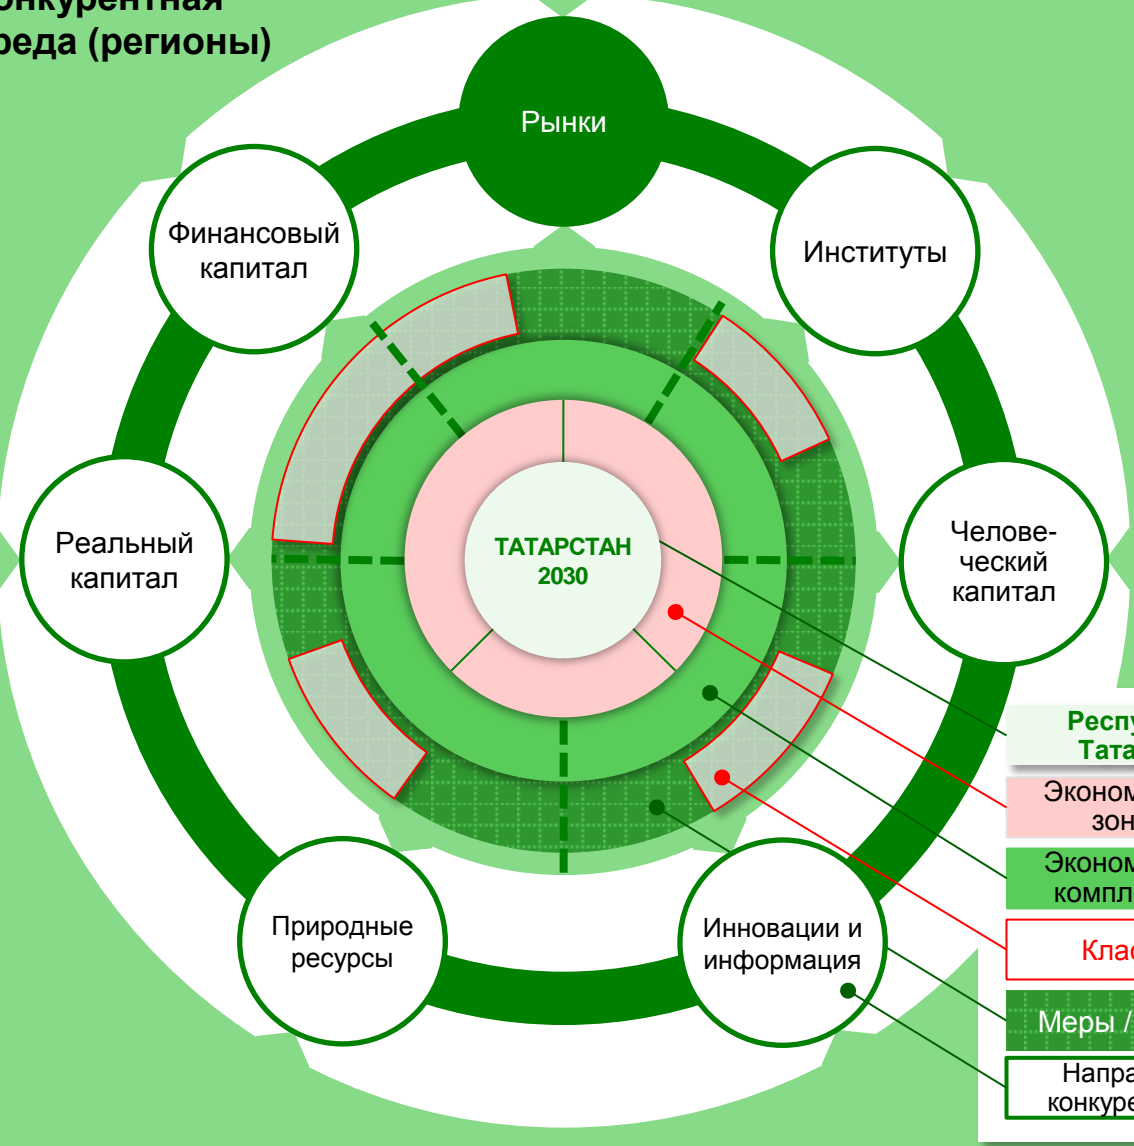 онкурентная
реда (регионы)
Рынки
Финансовый
капитал
Институты
Реальный
капитал
ТАТАРСТАН
2030
Челове-
ческий
капитал
Природные
ресурсы
Инновации и
информация
Респу
Тата
Эконом
зон
Эконом
компл
Клас
Меры /
Напра
конкуре